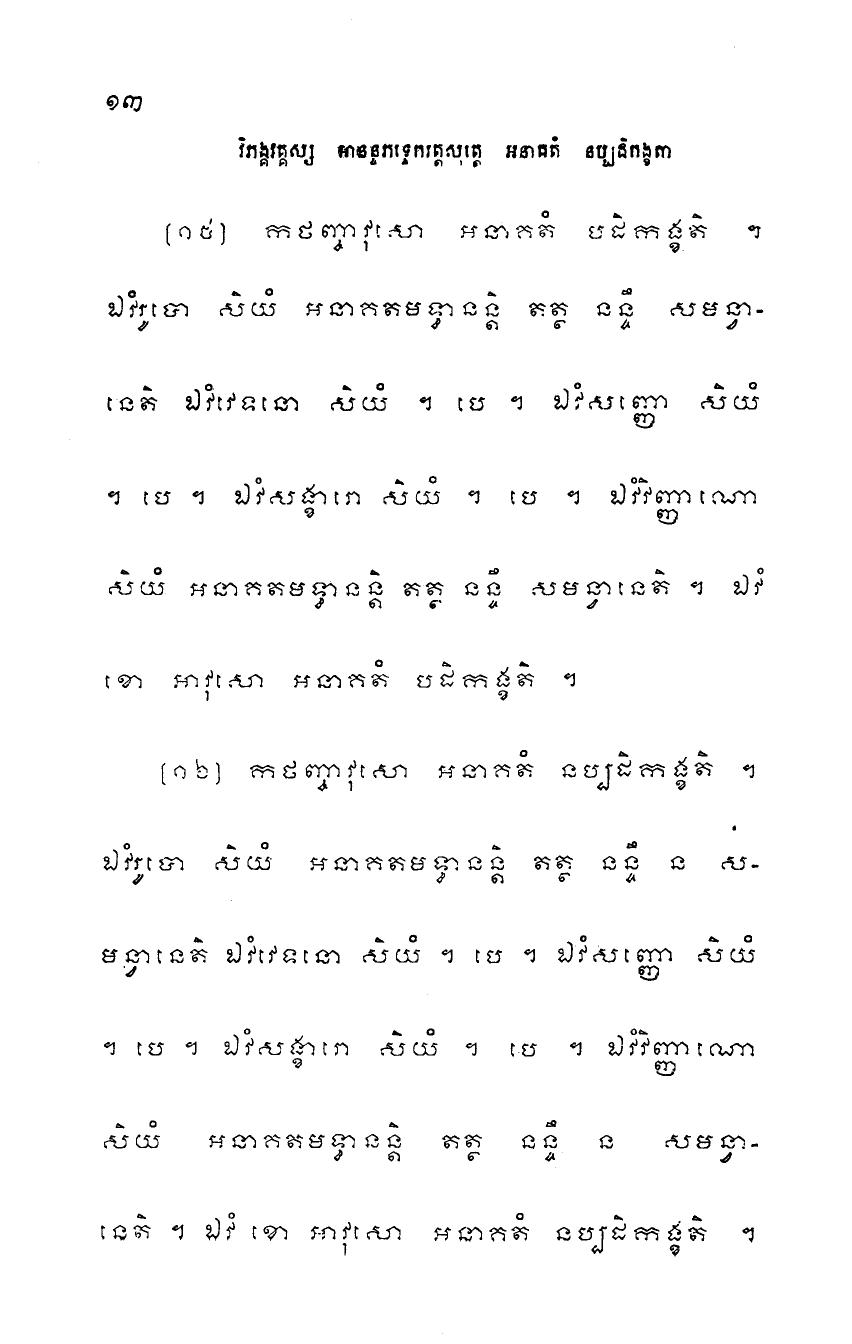 ១៣
វិភង្គវគ្គស្ស អានន្ទភទ្ទេករត្តសុត្តេ អនាគតំ នប្បដិកង្ខតា
(១៥) កថញ្ចាវុសោ អនាគតំ បដិកង្ខតិ ។
ឯវំរូបោ សិយំ អនាគតមទ្ធានន្តិ តត្ថ នន្ទឹ សមន្វា-
នេតិ ឯវំវេទនោ សិយំ ។ បេ ។ ឯវំសញ្ញោ សិយំ
។ បេ ។ ឯវំសង្ខារោ សិយំ ។ បេ ។ ឯវំវិញ្ញាណោ
សិយំ អនាគតមទ្ធានន្តិ តត្ថ នន្ទឹ សមន្វានេតិ ។ ឯវំ
ខោ អាវុសោ អនាគតំ បដិកង្ខតិ ។
(១៦) កថញ្ចាវុសោ អនាគតំ នប្បដិកង្ខតិ ។
ឯវំរូបោ សិយំ អនាគតមទ្ធានន្តិ តត្ថ នន្ទឹ ន ស-
មន្វានេតិ ឯវំវេទនោ សិយំ ។ បេ ។ ឯវំសញ្ញោ សិយំ
។ បេ ។ ឯវំសង្ខារោ សិយំ ។ បេ ។ ឯវំវិញ្ញាណោ
សិយំ អនាគតមទ្ធានន្តិ តត្ថ នន្ទឹ ន សមន្វា-
នេតិ ។ ឯវំ ខោ អាវុសោ អនាគតំ នប្បដិកង្ខតិ ។